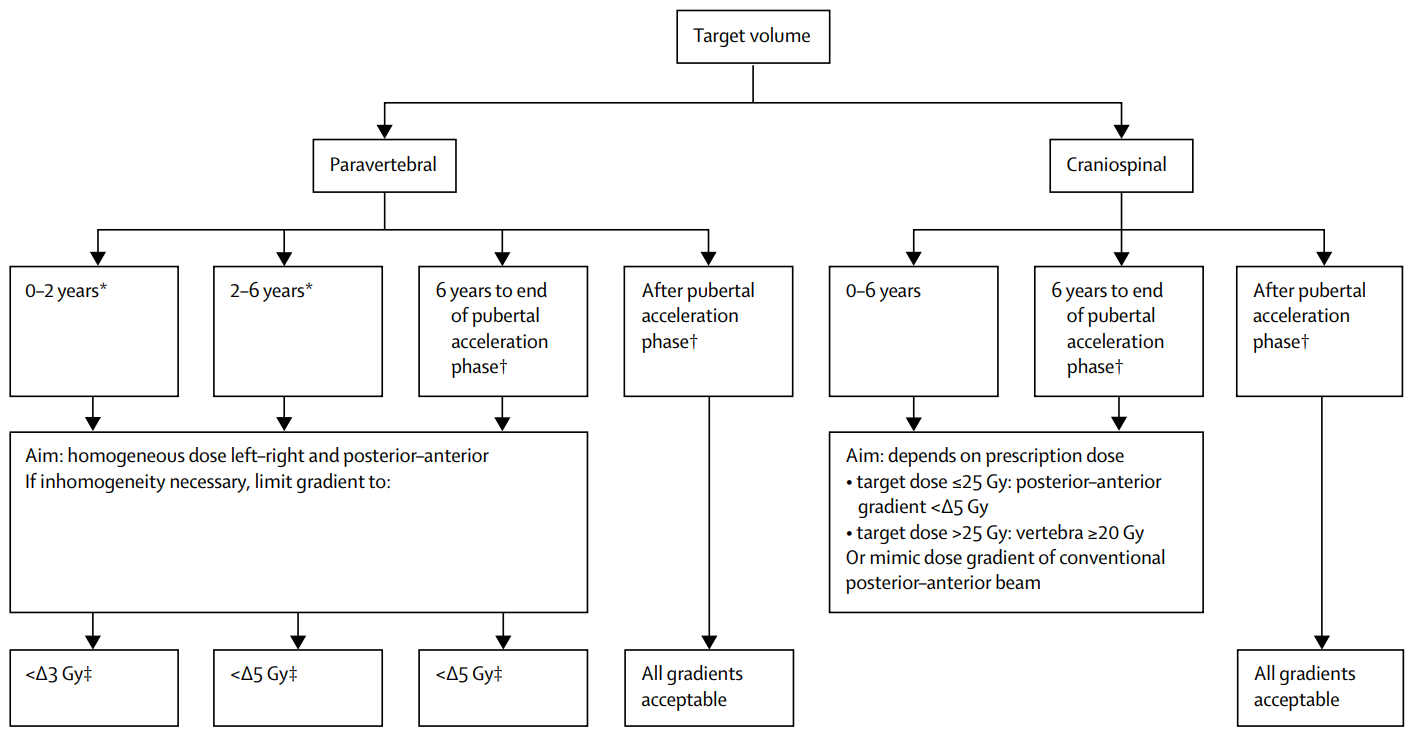 Target volume
Paravertebral
Craniospinal
0–2 years*
2–6 years*
6 years to end
of pubertal
acceleration
phase†
After pubertal
acceleration
phase†
0–6 years
6 years to end
of pubertal
acceleration
phase†
After pubertal
acceleration
phase†
Aim: homogeneous dose left–right and posterior–anterior
If inhomogeneity necessary, limit gradient to:
Aim: depends on prescription dose
• target dose ≤25 Gy: posterior–anterior
gradient <Δ5 Gy
• target dose >25 Gy: vertebra ≥20 Gy
Or mimic dose gradient of conventional
posterior–anterior beam
<Δ3 Gy‡
<Δ5 Gy‡
<Δ5 Gy‡
All gradients
acceptable
All gradients
acceptable